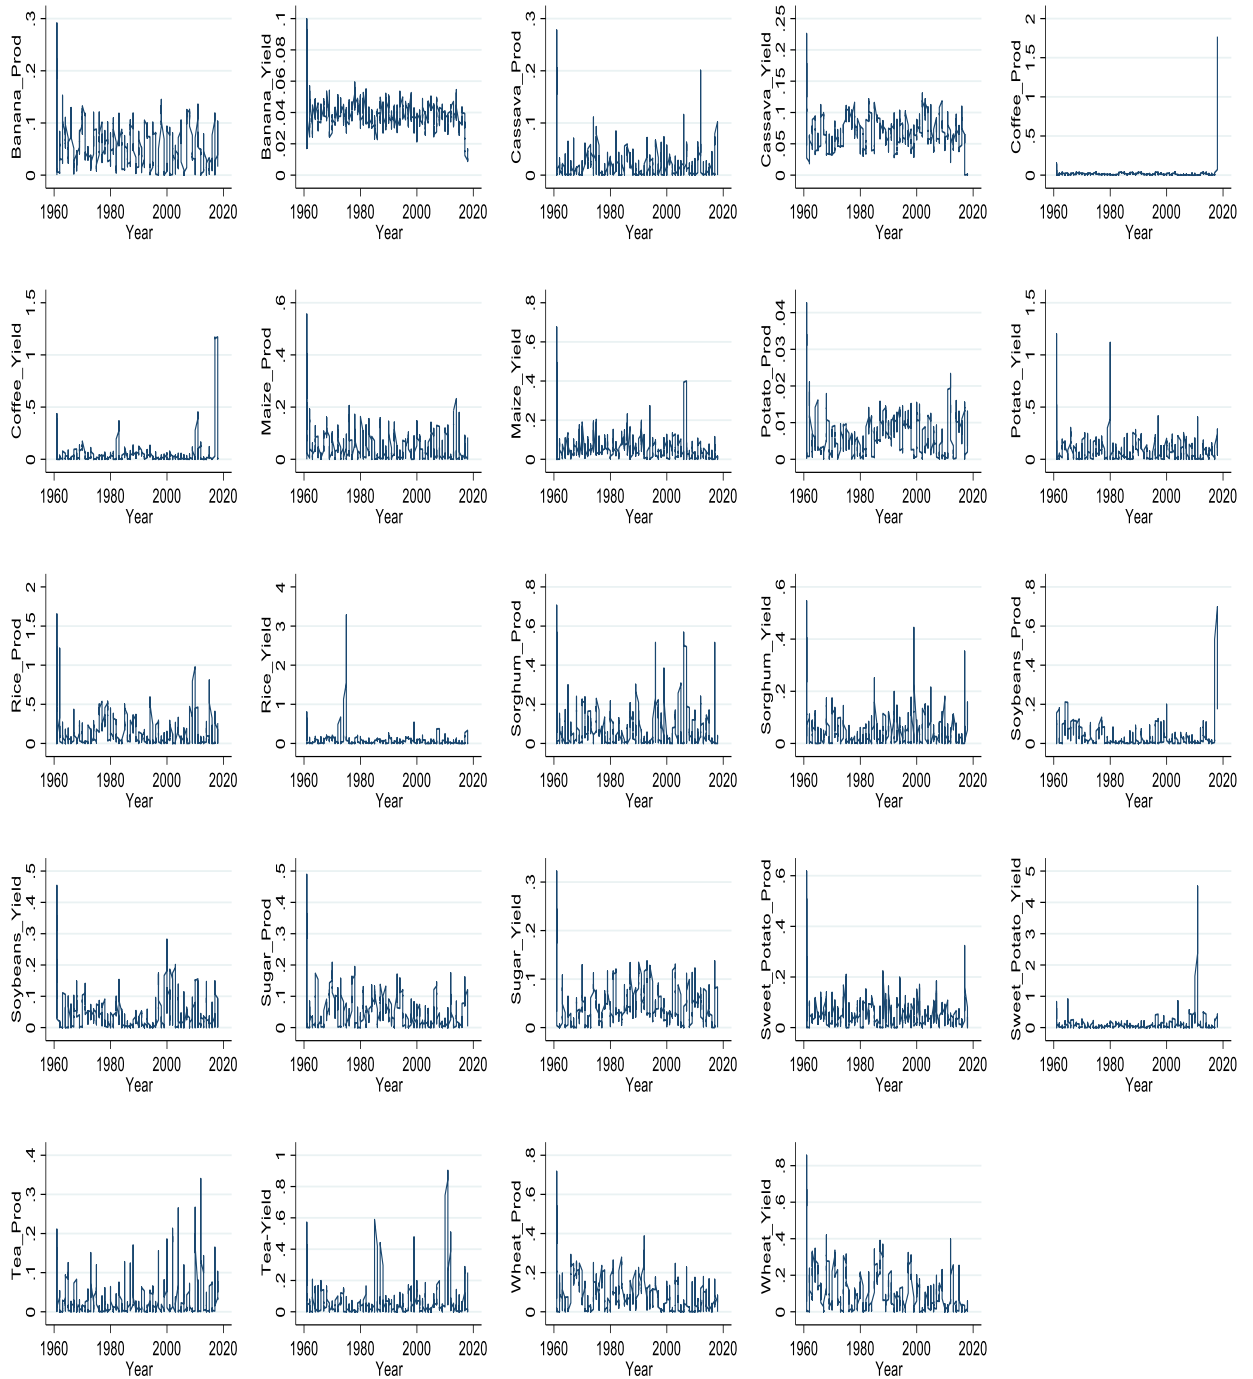 Banana_Prod
0 .1 .2 .3
1960 1980 2000 2020
Year
Banana_Yield
0 .02 .04 .06 .08 .1
1960 1980 2000 2020
Year
Cassava_Prod
0 .1 .2 .3
1960 1980 2000 2020
Year
Cassava_Yield
0 .05 .1 .15 .2 .25
1960 1980 2000 2020
Year
Coffee_Prod
0 .5 1 1.5 2
1960 1980 2000 2020
Year
Coffee_Yield
0 .5 1 1.5
1960 1980 2000 2020
Year
Maize_Prod
0 .2 .4 .6
1960 1980 2000 2020
Year
Maize_Yield
0 .2 .4 .6 .8
1960 1980 2000 2020
Year
Potato_Prod
0 .01 .02 .03 .04
1960 1980 2000 2020
Year
Potato_Yield
0 .5 1 1.5
1960 1980 2000 2020
Year
Rice_Prod
0 .5 1 1.5 2
1960 1980 2000 2020
Year
Rice_Yield
0 1 2 3 4
1960 1980 2000 2020
Year
Sorghum_Prod
0 .2 .4 .6 .8
1960 1980 2000 2020
Year
Sorghum_Yield
0 .2 .4 .6
1960 1980 2000 2020
Year
Soybeans_Prod
0 .2 .4 .6 .8
1960 1980 2000 2020
Year
Soybeans_Yield
0 .1 .2 .3 .4 .5
1960 1980 2000 2020
Year
Sugar_Prod
0 .1 .2 .3 .4 .5
1960 1980 2000 2020
Year
Sugar_Yield
0 .1 .2 .3
1960 1980 2000 2020
Year
Sweet_Potato_Prod
0 .2 .4 .6
1960 1980 2000 2020
Year
Sweet_Potato_Yield
0 1 2 3 4 5
1960 1980 2000 2020
Year
Tea_Prod
0 .1 .2 .3 .4
1960 1980 2000 2020
Year
Tea-Yield
0 .2 .4 .6 .8 1
1960 1980 2000 2020
Year
Wheat_Prod
0 .2 .4 .6 .8
1960 1980 2000 2020
Year
Wheat_Yield
0 .2 .4 .6 .8
1960 1980 2000 2020
Year